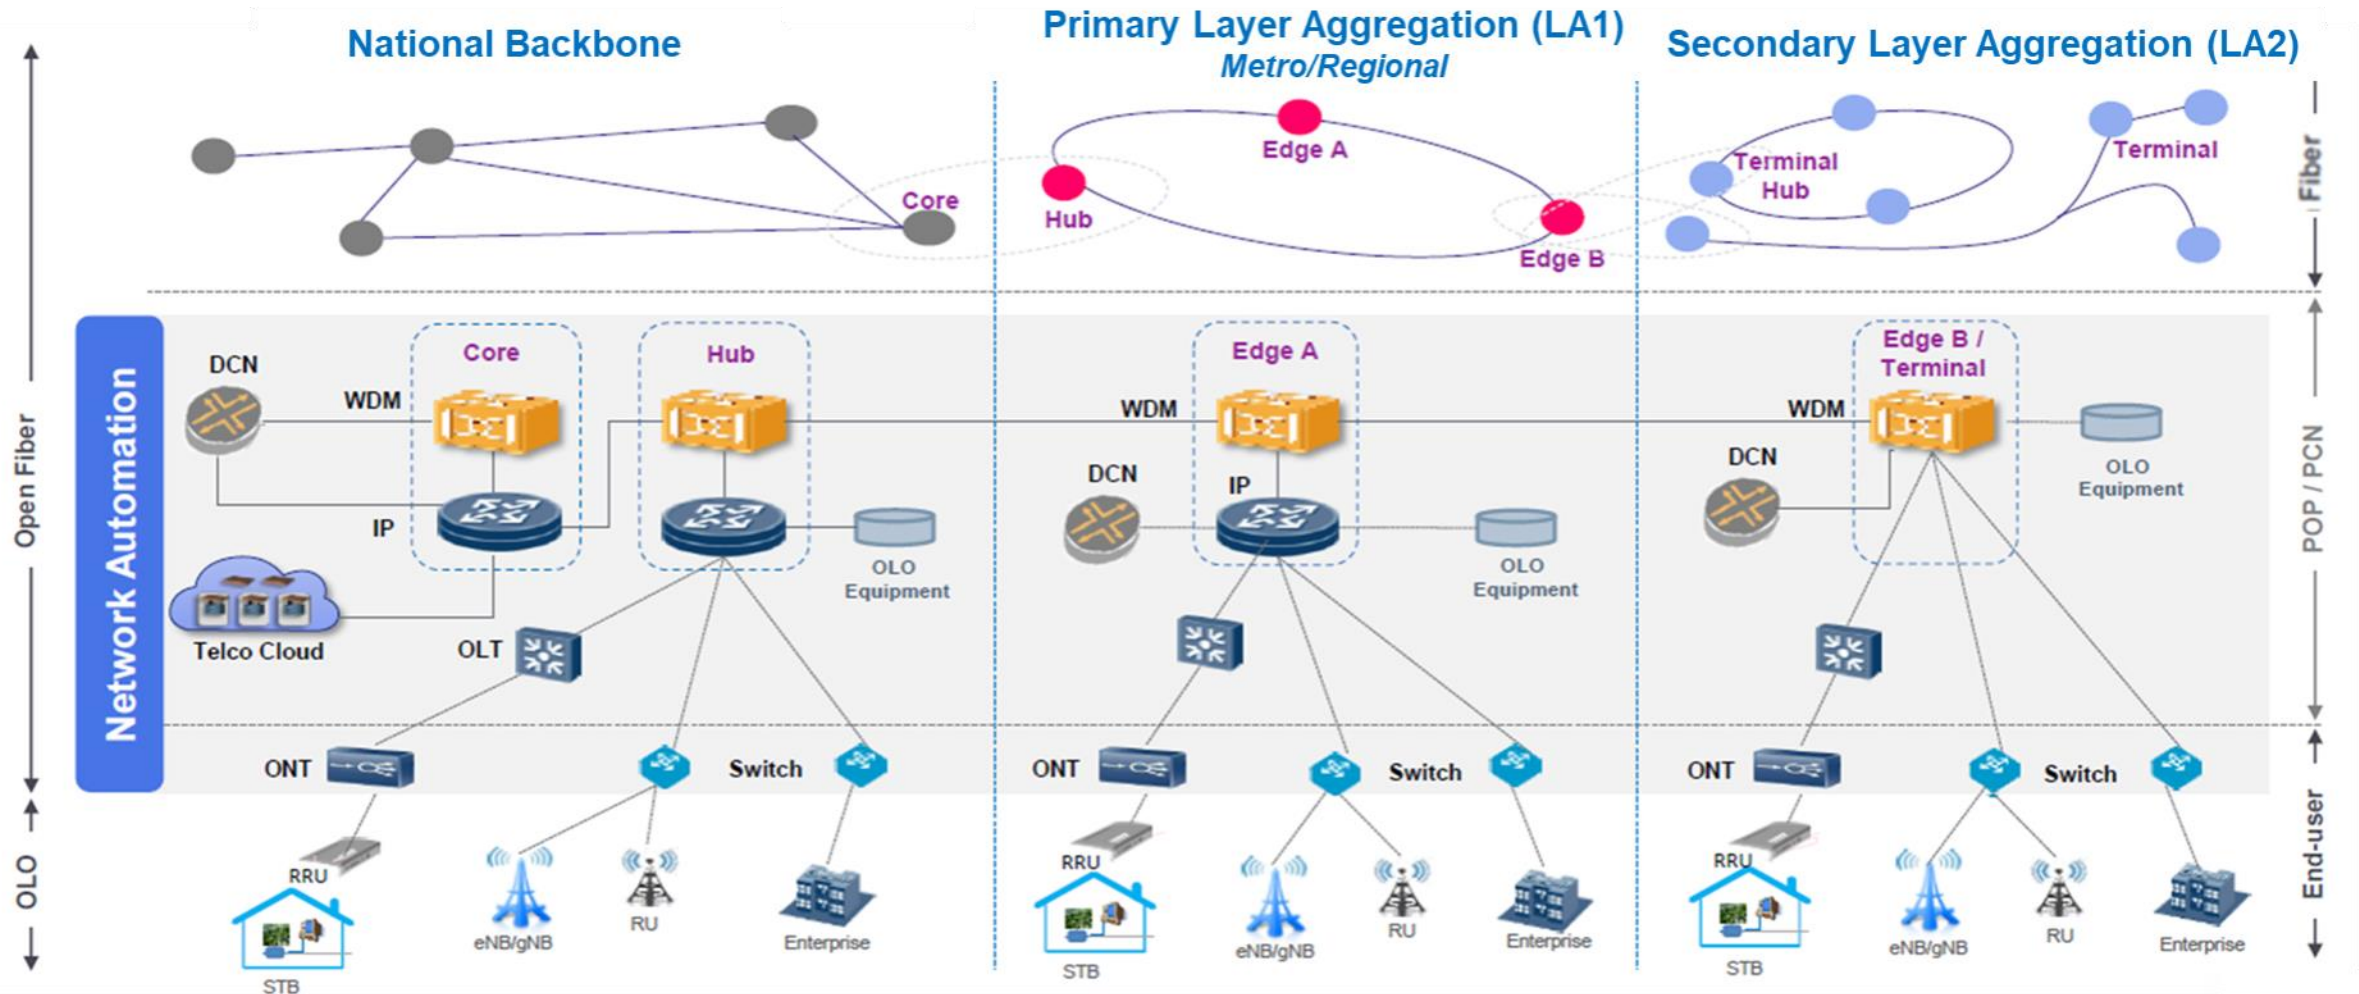 National Backbone
Primary Layer Aggregation (LA1)
Metro/Regional
Secondary Layer Aggregation (LA2)
Core
Hub
Edge A
Edge B
Terminal
Hub
Terminal
Fiber
Open Fiber
OLO
Network Automation
POP / PCN
End-user
DCN
WDM
Core
IP
Telco Cloud
Hub
OLO
Equipment
OLT
ONT
Switch
RRU
STB
eNB/gNB
RU
Enterprise
Edge A
WDM
DCN
IP
OLO
Equipment
ONT
Switch
RRU
STB
eNB/gNB
RU
Enterprise
Edge B /
Terminal
WDM
DCN
OLO
Equipment
ONT
Switch
RRU
STB
eNB/gNB
RU
Enterprise